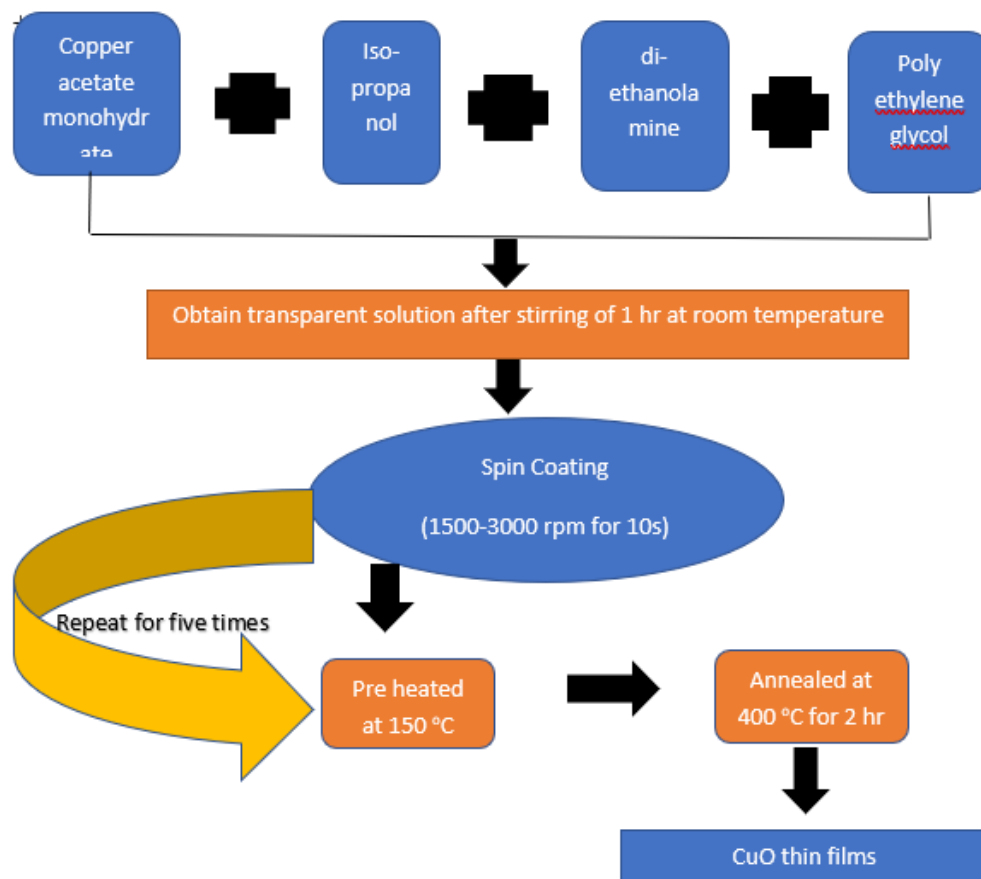 Copper
acetate
monohydr
ate
Iso-
propa
nol
di-
ethanola
mine
Poly
ethylene
glycol
Obtain transparent solution after stirring of 1 hr at room temperature
Spin Coating
(1500-3000 rpm for 10s)
Repeat for five times
Pre heated
at 150 °C
Annealed at
400 °C for 2 hr
CuO thin films